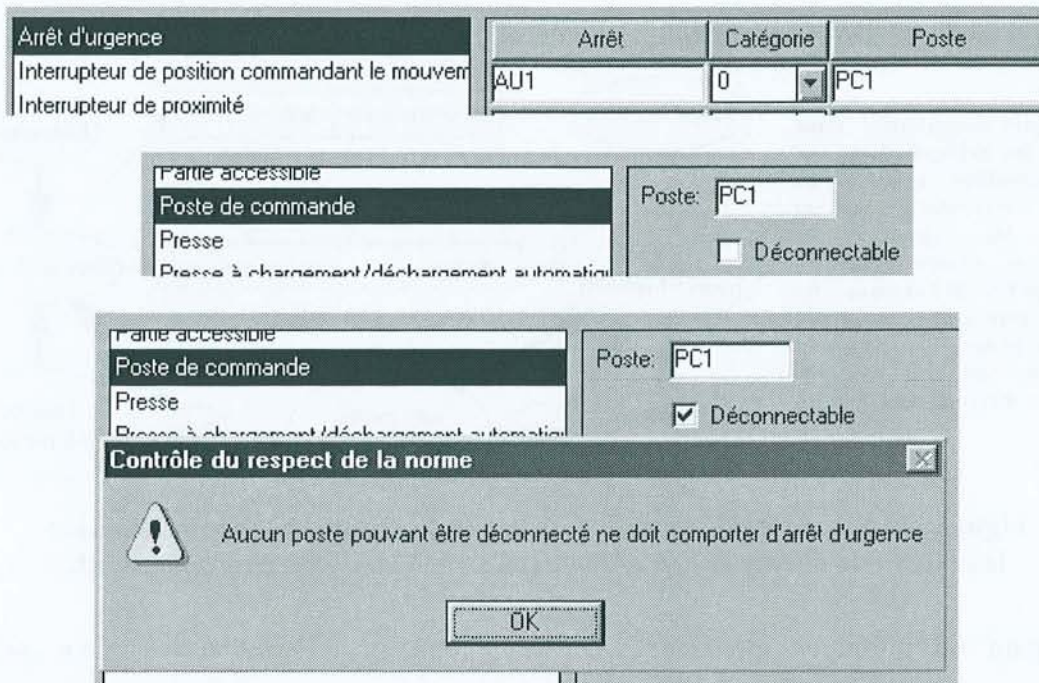 Arrêt d'urgence
Interrupteur de position commandant le mouvem
Interrupteur de proximité
Arrêt Catégorie Poste
AU1 0 PC1
Partie accessible
Poste de commande
Presse
Presse à chargement/déchargement automatiqu
Poste: PC1
Déconnectable
Partie accessible
Poste de commande
Presse
Presse à chargement/déchargement automatiqu
Poste: PC1
Déconnectable
Contrôle du respect de la norme
Aucun poste pouvant être déconnecté ne doit comporter d'arrêt d'urgence
OK